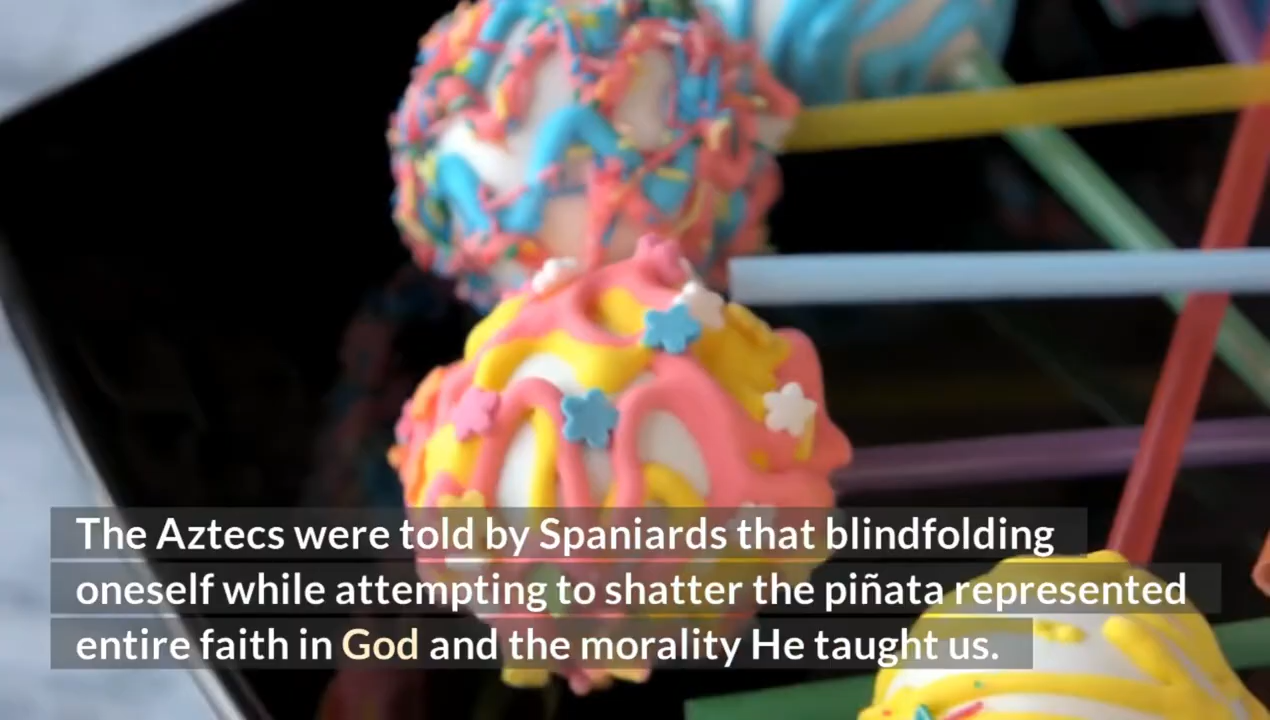 The Aztecs were told by Spaniards that blindfolding
oneself while attempting to shatter the piñata represented
entire faith in God and the morality He taught us.